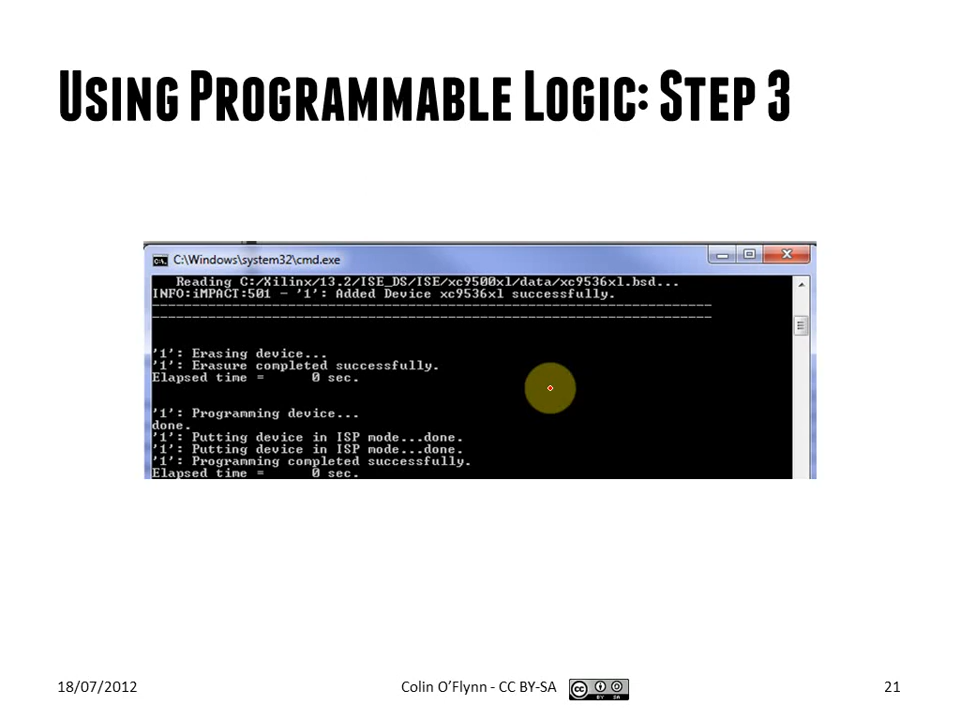 Using Programmable Logic: Step 3
C:\Windows\system32\cmd.exe
Reading C:/Xilinx/13.2/ISE_DS/ISE/xc9500xl/data/xc9536xl.bsd...
INFO:iMPACT:501 - '1': Added Device xc9536xl successfully.
----------------------------------------------------------------------
----------------------------------------------------------------------
'1': Erasing device...
'1': Erasure completed successfully.
Elapsed time =      0 sec.
'1': Programming device...
done.
'1': Putting device in ISP mode...done.
'1': Putting device in ISP mode...done.
'1': Programming completed successfully.
Elapsed time =      0 sec.
18/07/2012
Colin O’Flynn - CC BY-SA
cc BY SA
21